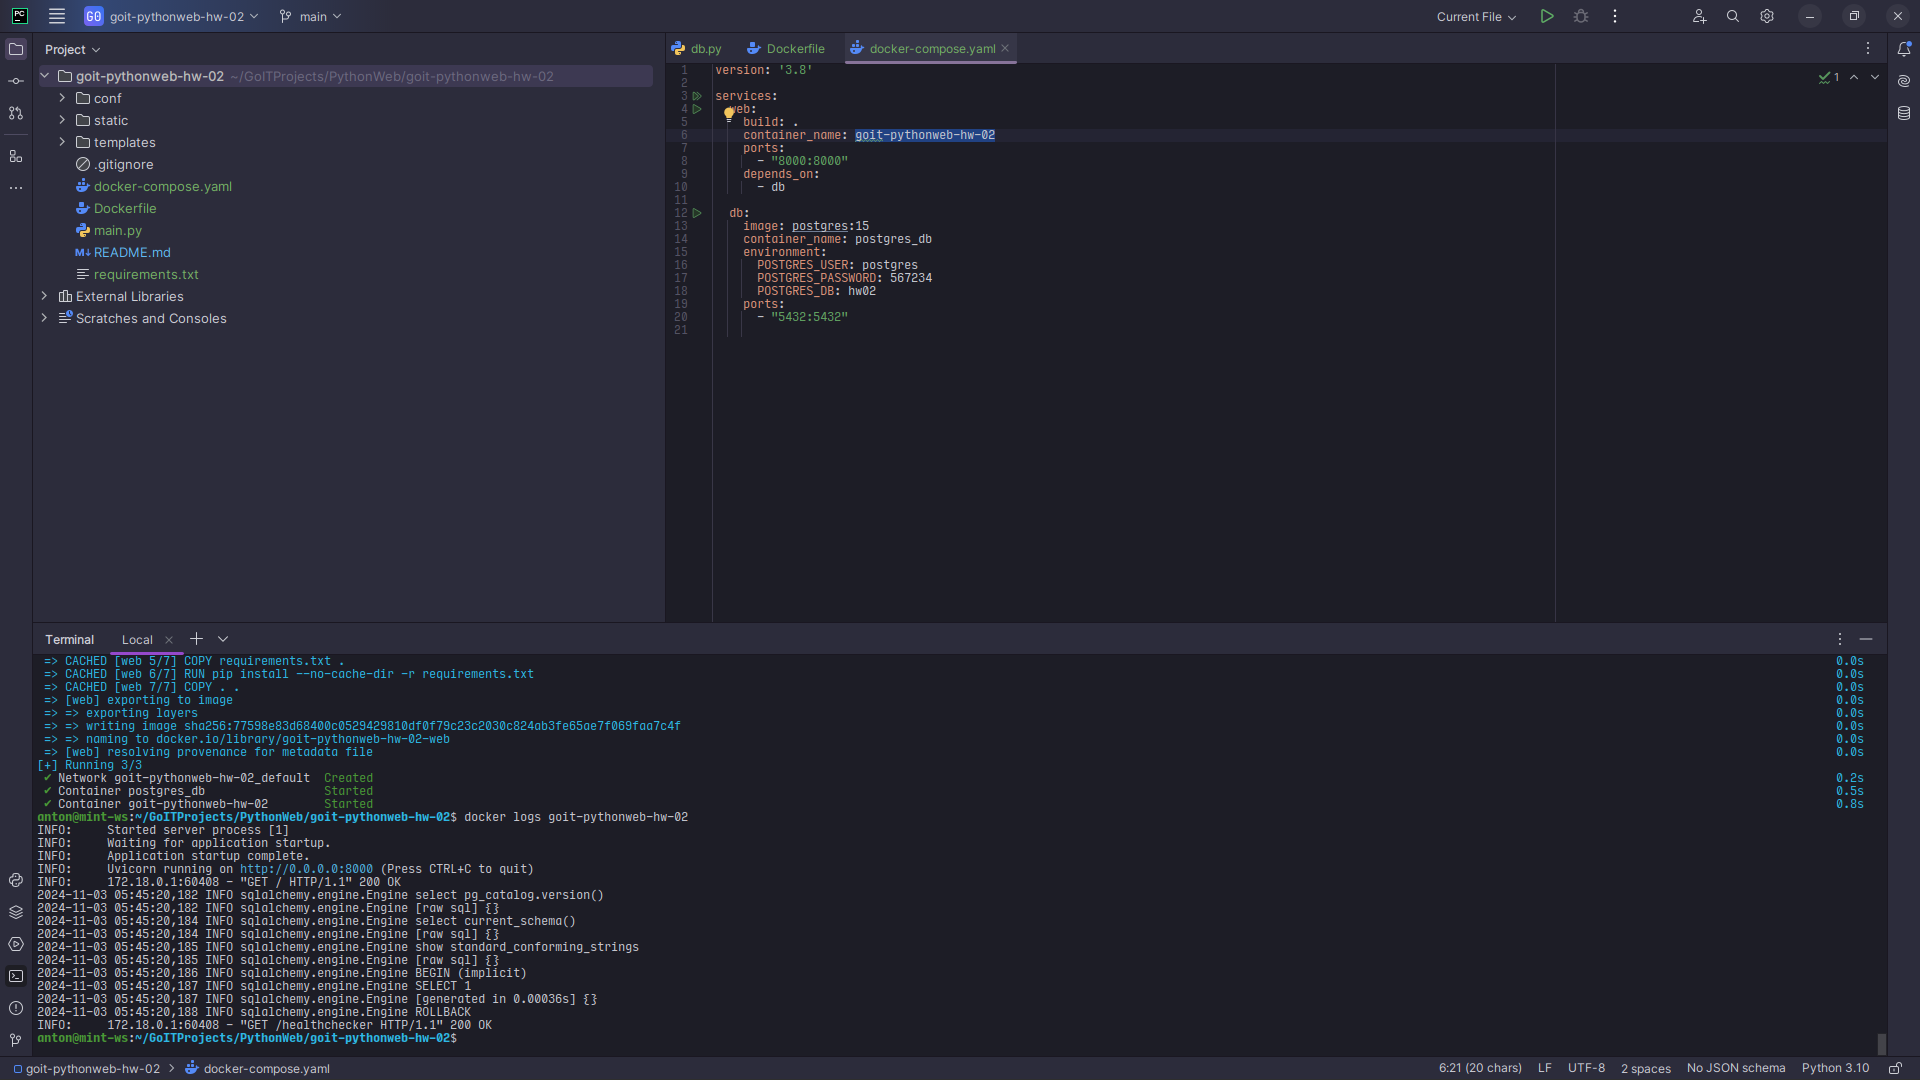 PC
GO goit-pythonweb-hw-02 main
Current File
Project
goit-pythonweb-hw-02 ~/GoITProjects/PythonWeb/goit-pythonweb-hw-02
conf
static
templates
.gitignore
docker-compose.yaml
Dockerfile
main.py
M↓ README.md
requirements.txt
External Libraries
Scratches and Consoles
db.py Dockerfile docker-compose.yaml
1
1 version: '3.8'
2
3 services:
4 web:
5 build: .
6 container_name: goit-pythonweb-hw-02
7 ports:
8 - "8000:8000"
9 depends_on:
10 - db
11
12 db:
13 image: postgres:15
14 container_name: postgres_db
15 environment:
16 POSTGRES_USER: postgres
17 POSTGRES_PASSWORD: 567234
18 POSTGRES_DB: hw02
19 ports:
20 - "5432:5432"
21
Terminal Local
=> CACHED [web 5/7] COPY requirements.txt . 0.0s
=> CACHED [web 6/7] RUN pip install --no-cache-dir -r requirements.txt 0.0s
=> CACHED [web 7/7] COPY . . 0.0s
=> [web] exporting to image 0.0s
=> => exporting layers 0.0s
=> => writing image sha256:77598e83d68400c0529429810df0f79c23c2030c824ab3fe65ae7f069faa7c4f 0.0s
=> => naming to docker.io/library/goit-pythonweb-hw-02-web 0.0s
=> [web] resolving provenance for metadata file 0.0s
[+] Running 3/3
✔ Network goit-pythonweb-hw-02_default Created 0.2s
✔ Container postgres_db Started 0.5s
✔ Container goit-pythonweb-hw-02 Started 0.8s
anton@mint-ws:~/GoITProjects/PythonWeb/goit-pythonweb-hw-02$ docker logs goit-pythonweb-hw-02
INFO: Started server process [1]
INFO: Waiting for application startup.
INFO: Application startup complete.
INFO: Uvicorn running on http://0.0.0.0:8000 (Press CTRL+C to quit)
INFO: 172.18.0.1:60408 - "GET / HTTP/1.1" 200 OK
2024-11-03 05:45:20,182 INFO sqlalchemy.engine.Engine select pg_catalog.version()
2024-11-03 05:45:20,182 INFO sqlalchemy.engine.Engine [raw sql] {}
2024-11-03 05:45:20,184 INFO sqlalchemy.engine.Engine select current_schema()
2024-11-03 05:45:20,184 INFO sqlalchemy.engine.Engine [raw sql] {}
2024-11-03 05:45:20,185 INFO sqlalchemy.engine.Engine show standard_conforming_strings
2024-11-03 05:45:20,185 INFO sqlalchemy.engine.Engine [raw sql] {}
2024-11-03 05:45:20,186 INFO sqlalchemy.engine.Engine BEGIN (implicit)
2024-11-03 05:45:20,187 INFO sqlalchemy.engine.Engine SELECT 1
2024-11-03 05:45:20,187 INFO sqlalchemy.engine.Engine [generated in 0.00036s] {}
2024-11-03 05:45:20,188 INFO sqlalchemy.engine.Engine ROLLBACK
INFO: 172.18.0.1:60408 - "GET /healthchecker HTTP/1.1" 200 OK
anton@mint-ws:~/GoITProjects/PythonWeb/goit-pythonweb-hw-02$
goit-pythonweb-hw-02 > docker-compose.yaml
6:21 (20 chars) LF UTF-8 2 spaces No JSON schema Python 3.10